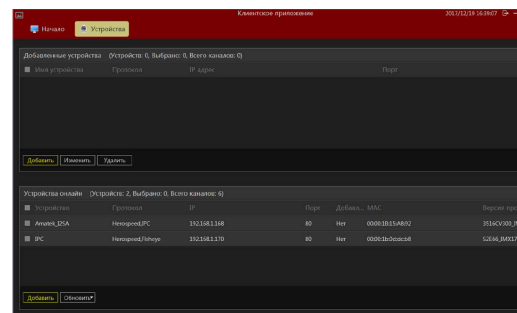 Клиентское приложение 2017/12/19 16:39:07
Начало Устройства
Добавленные устройства (Устройств: 0, Выбрано: 0, Всего каналов: 0)
Имя устройства Протокол IP адрес Порт
Добавить Изменить Удалить
Устройства онлайн (Устройств: 2, Выбрано: 0, Всего каналов: 6)
Устройство Протокол IP Порт Добавл... MAC Версия про
Amatek_I25A Herospeed,IPC 192.168.1.168 80 Нет 00:00:1B:15:A8:92
IPC Herospeed,Fisheye 192.168.1.170 80 Нет
Добавить Обновить